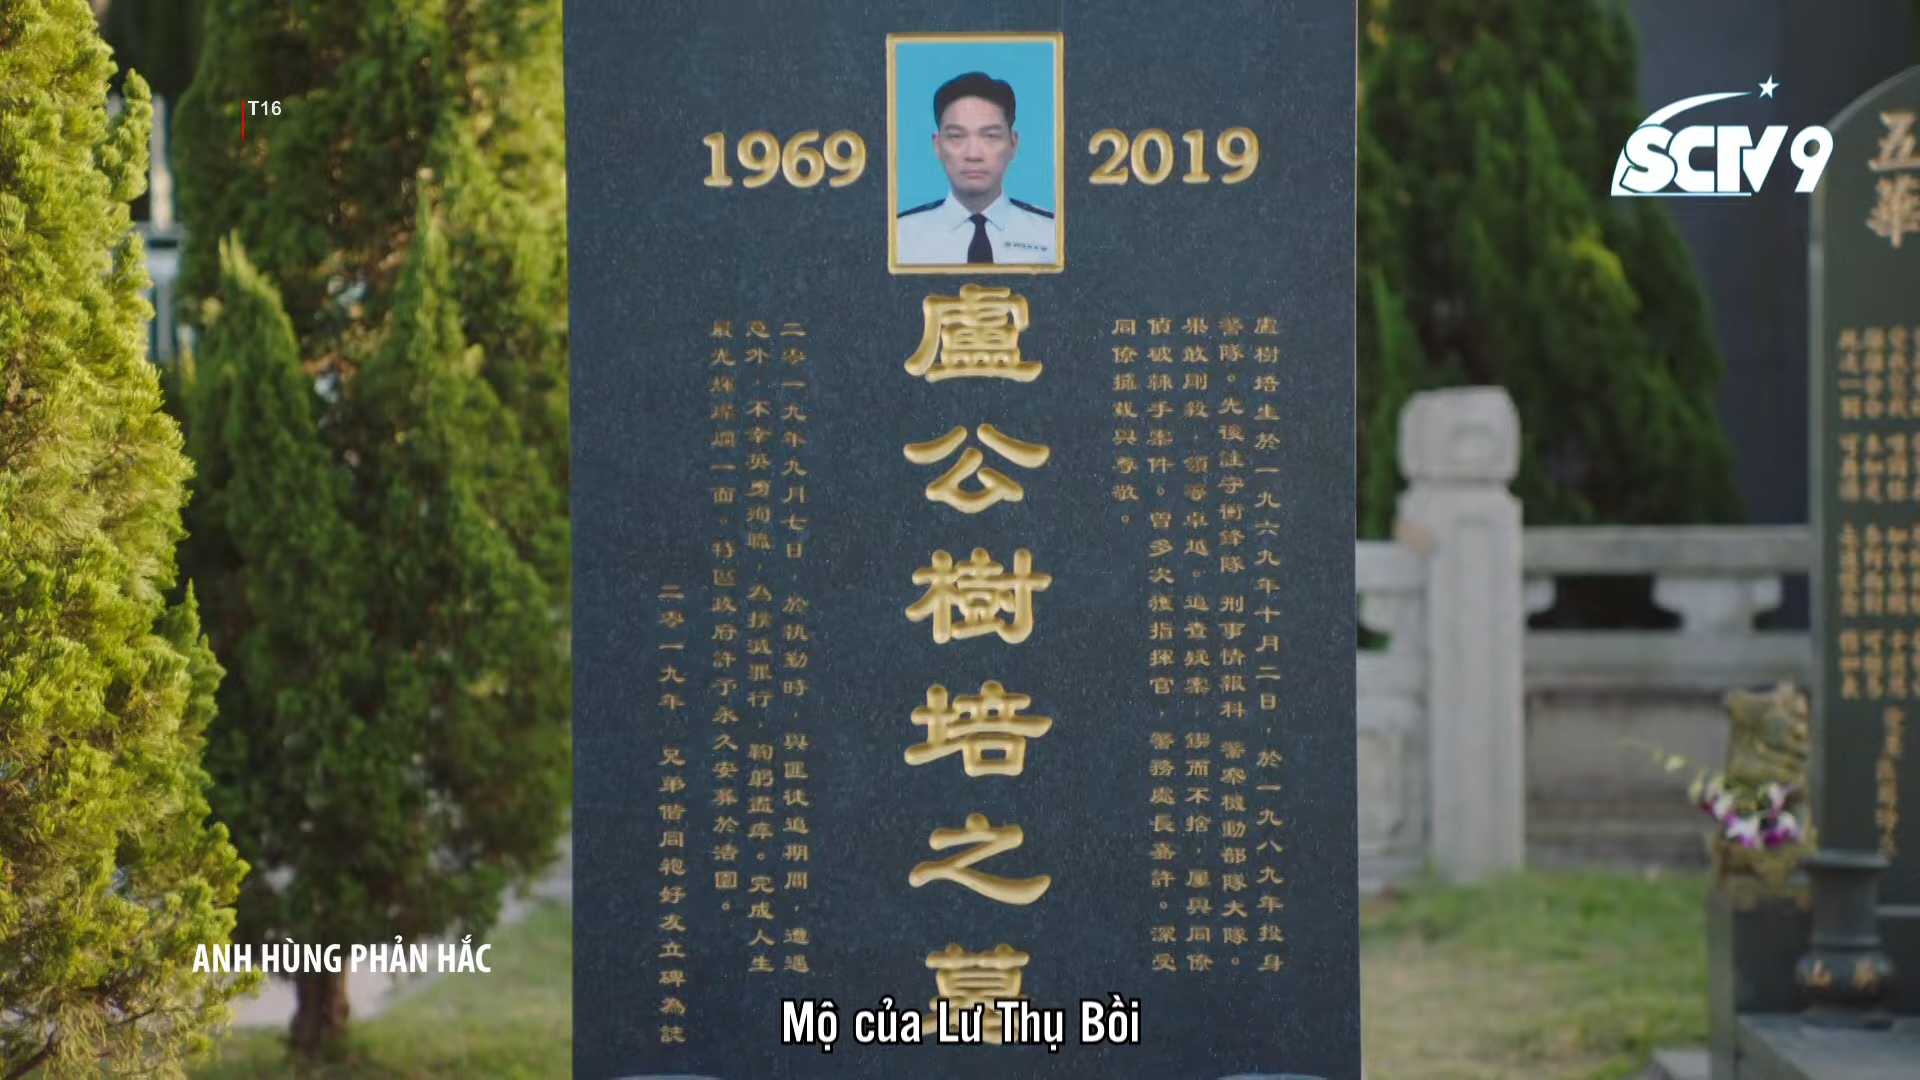 T16
SCTV9
1969
2019
盧公樹培之墓
盧樹培生於一九六九年十月二日，於一九八九年投身
警隊。先後註守衝鋒隊 刑事情報科 警察機動部隊大隊。
果敢剛毅，領導卓越。追查疑案，鍥而不捨，屢與同僚
偵破棘手案件。曾多次獲指揮官，警務處長嘉許。深受
同僚擁戴與尊敬。
二零一九年九月七日，於執勤時，與匪徒追期間，遭遇
意外，不幸英勇殉職，為撲滅罪行，鞠躬盡瘁。完成人生
最光輝燦爛一面。特區政府許予永久安葬於浩園。
二零一九年 兄弟偕同袍好友立碑為誌
五華
ANH HÙNG PHẢN HẮC
Mộ của Lư Thụ Bồi